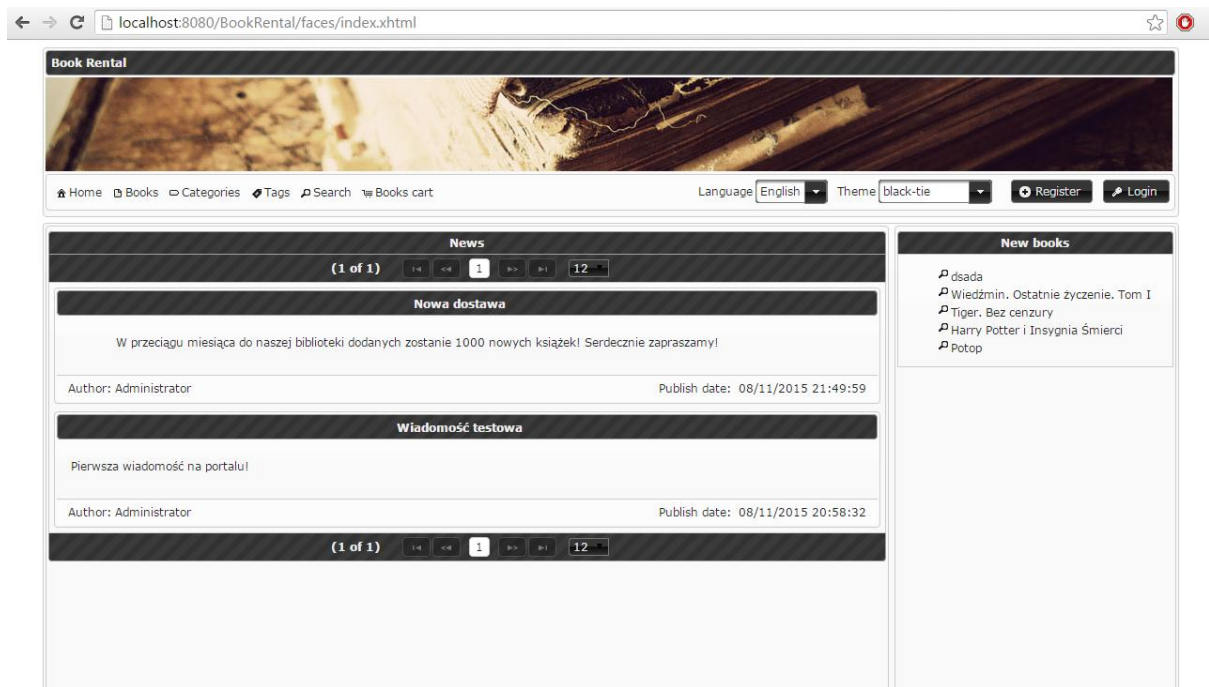 localhost:8080/BookRental/faces/index.xhtml
Book Rental
Home Books Categories Tags Search Books cart Language English Theme black-tie Register Login
News
(1 of 1) 1 12
Nowa dostawa
W przeciągu miesiąca do naszej biblioteki dodanych zostanie 1000 nowych książek! Serdecznie zapraszamy!
Author: Administrator Publish date: 08/11/2015 21:49:59
Wiadomość testowa
Pierwsza wiadomość na portalu!
Author: Administrator Publish date: 08/11/2015 20:58:32
(1 of 1) 1 12
New books
dsada
Wiedźmin. Ostatnie życzenie. Tom I
Tiger. Bez cenzury
Harry Potter i Insygnia Śmierci
Potop